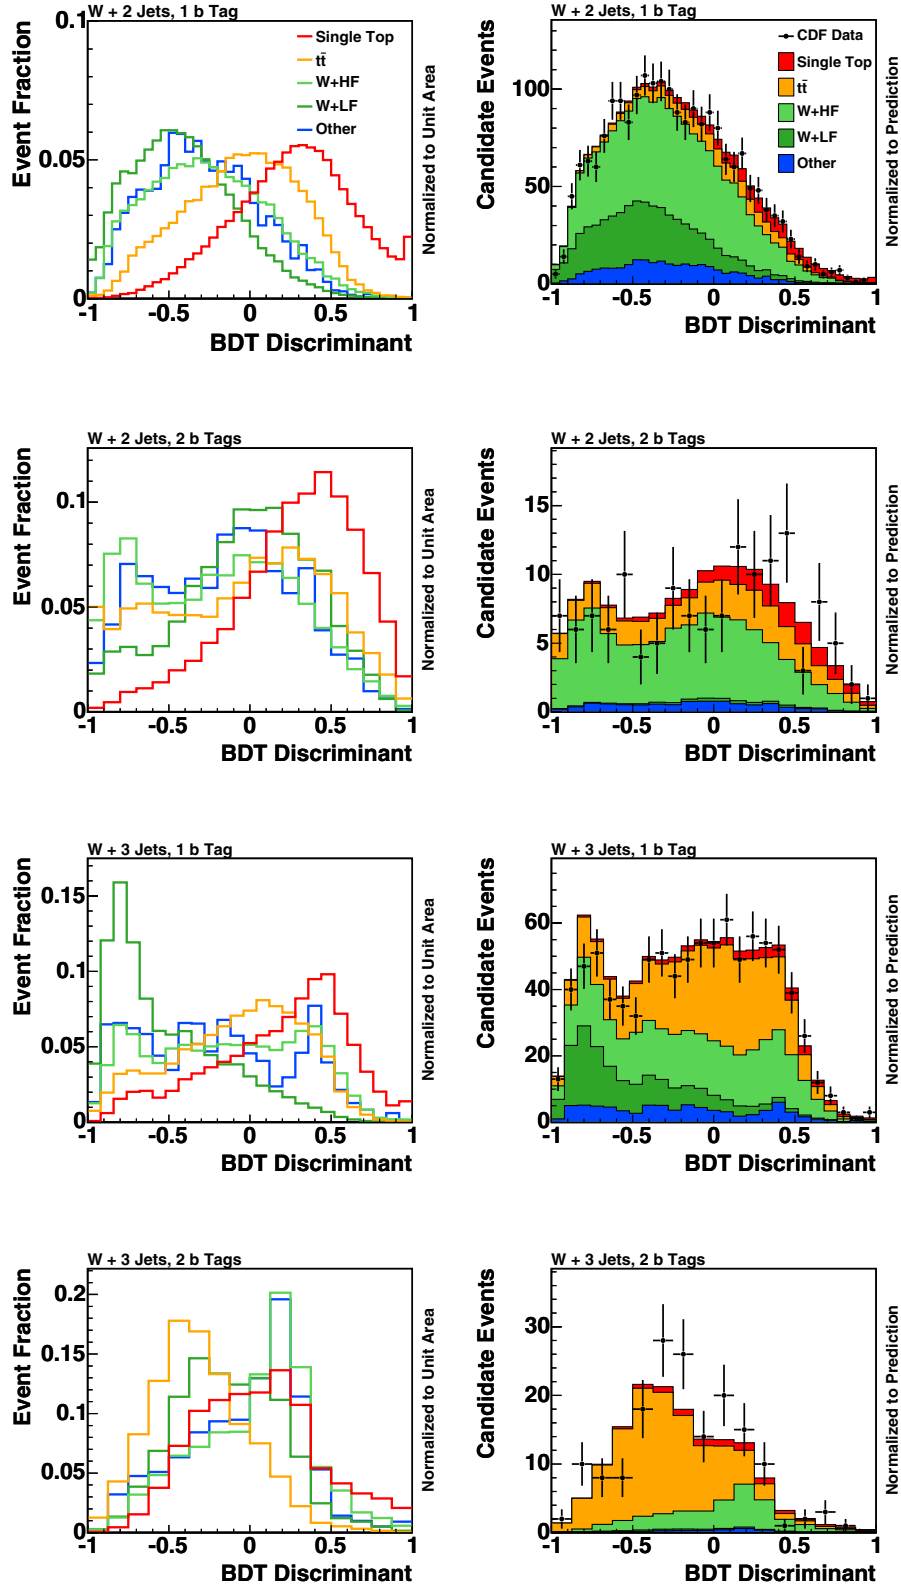 W + 2 Jets, 1 b Tag
Event Fraction
0.1
0.05
0
-1 -0.5 0 0.5 1
BDT Discriminant
Normalized to Unit Area
Single Top
tt̄
W+HF
W+LF
Other
W + 2 Jets, 1 b Tag
Candidate Events
100
50
0
-1 -0.5 0 0.5 1
BDT Discriminant
Normalized to Prediction
CDF Data
Single Top
tt̄
W+HF
W+LF
Other
W + 2 Jets, 2 b Tags
Event Fraction
0.1
0.05
0
-1 -0.5 0 0.5 1
BDT Discriminant
Normalized to Unit Area
W + 2 Jets, 2 b Tags
Candidate Events
15
10
5
0
-1 -0.5 0 0.5 1
BDT Discriminant
Normalized to Prediction
W + 3 Jets, 1 b Tag
Event Fraction
0.15
0.1
0.05
0
-1 -0.5 0 0.5 1
BDT Discriminant
Normalized to Unit Area
W + 3 Jets, 1 b Tag
Candidate Events
60
40
20
0
-1 -0.5 0 0.5 1
BDT Discriminant
Normalized to Prediction
W + 3 Jets, 2 b Tags
Event Fraction
0.2
0.15
0.1
0.05
0
-1 -0.5 0 0.5 1
BDT Discriminant
Normalized to Unit Area
W + 3 Jets, 2 b Tags
Candidate Events
30
20
10
0
-1 -0.5 0 0.5 1
BDT Discriminant
Normalized to Prediction